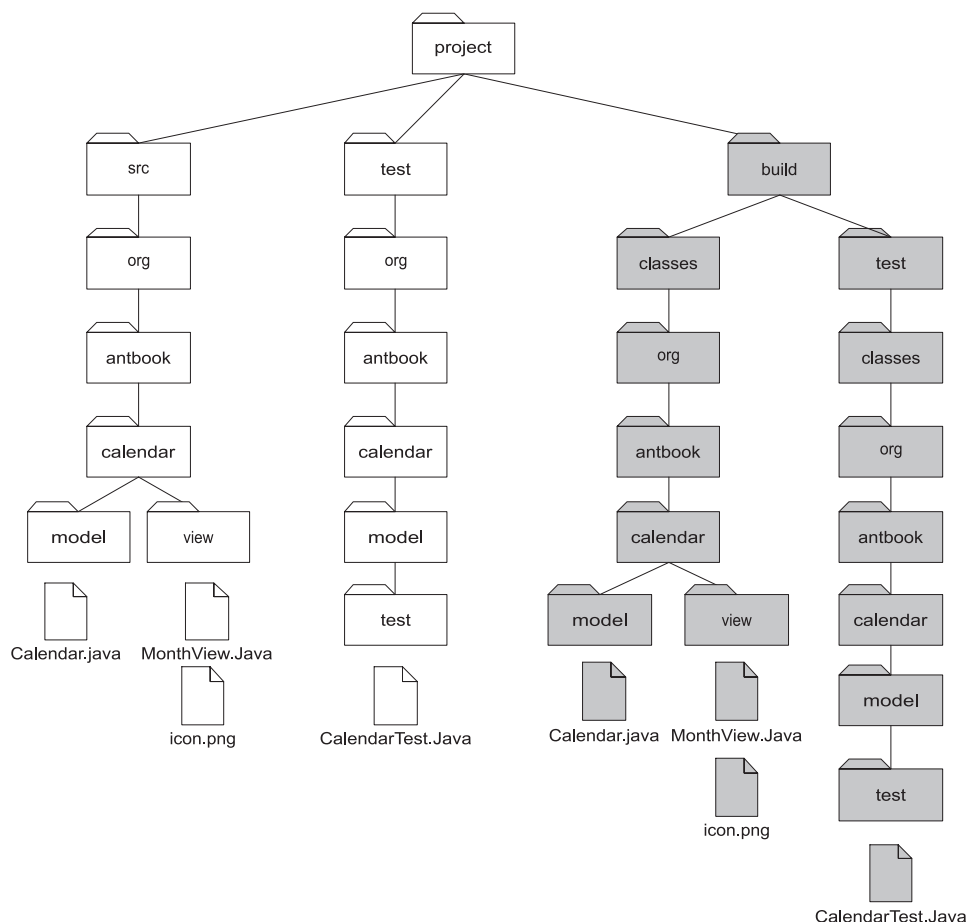 project
src
test
build
org
org
classes
test
antbook
antbook
org
classes
calendar
calendar
antbook
org
model
view
model
calendar
antbook
test
model
view
calendar
Calendar.java
MonthView.Java
icon.png
CalendarTest.Java
Calendar.java
MonthView.Java
model
icon.png
test
CalendarTest.Java